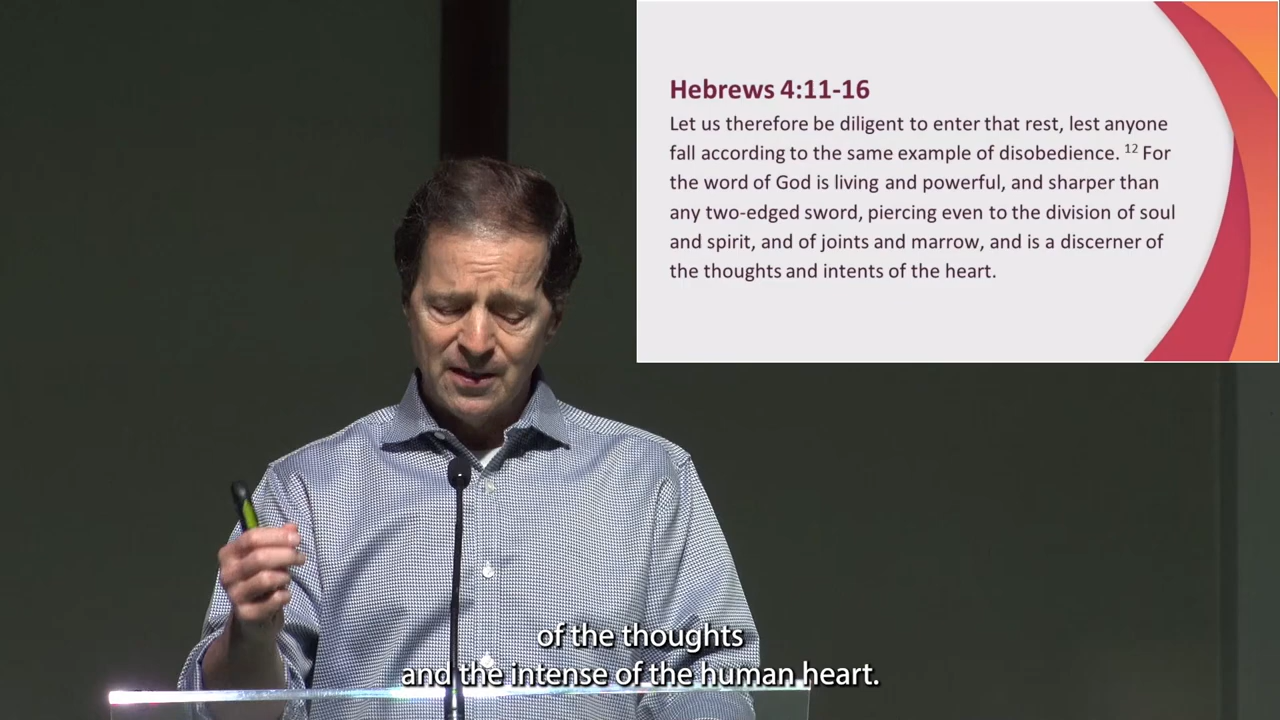 Hebrews 4:11-16
Let us therefore be diligent to enter that rest, lest anyone
fall according to the same example of disobedience. 12 For
the word of God is living and powerful, and sharper than
any two-edged sword, piercing even to the division of soul
and spirit, and of joints and marrow, and is a discerner of
the thoughts and intents of the heart.
of the thoughts
and the intense of the human heart.